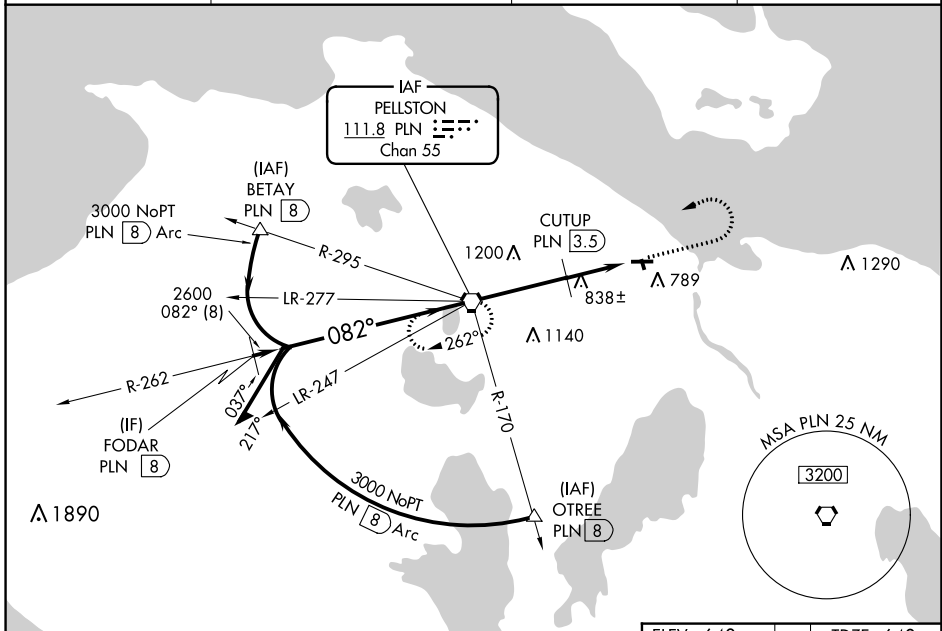 IAF
PELLSTON
111.8 PLN
Chan 55
(IAF)
BETAY
PLN 8
3000 NoPT
PLN 8 Arc
R-295
1200
CUTUP
PLN 3.5
1290
789
838±
2600
082° (8)
LR-277
082°
262°
1140
R-262
037°
217°
LR-247
R-170
(IF)
FODAR
PLN 8
3000 NoPT
PLN 8 Arc
(IAF)
OTREE
PLN 8
1890
MSA PLN 25 NM
3200